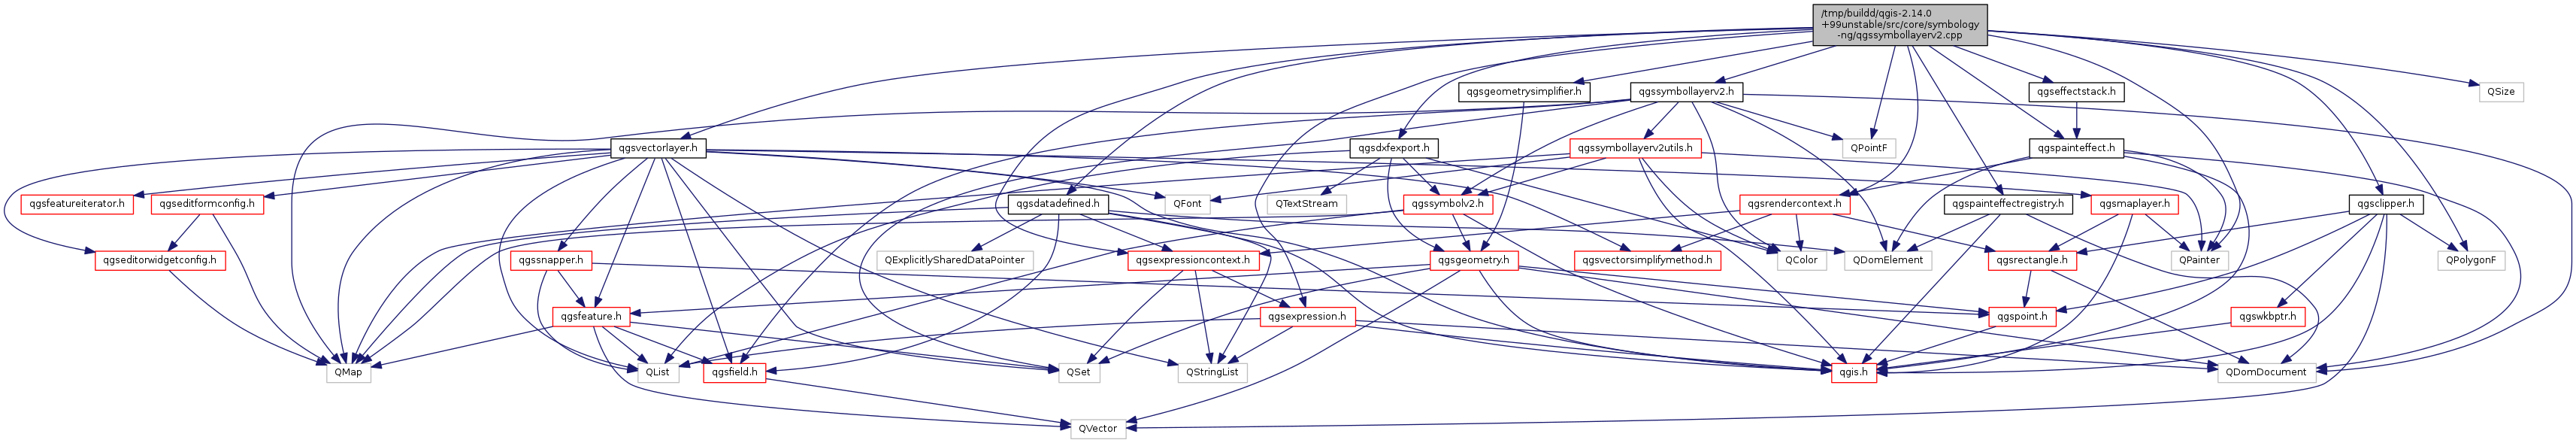 /tmp/buildd/qgis-2.14.0
+99unstable/src/core/symbology
-ng/qgssymbollayerv2.cpp
qgsgeometrysimplifier.h
qgssymbollayerv2.h
qgseffectstack.h
QSize
qgsvectorlayer.h
qgsdxfexport.h
qgssymbollayerv2utils.h
QPointF
qgspainteffect.h
qgsfeatureiterator.h
qgseditformconfig.h
QFont
qgsdatadefined.h
QTextStream
qgssymbolv2.h
qgsrendercontext.h
qgspainteffectregistry.h
qgsmaplayer.h
qgsclipper.h
qgseditorwidgetconfig.h
qgssnapper.h
QExplicitlySharedDataPointer
qgsexpressioncontext.h
qgsgeometry.h
qgsvectorsimplifymethod.h
QColor
QDomElement
qgsrectangle.h
QPainter
QPolygonF
qgsfeature.h
qgsexpression.h
qgspoint.h
qgswkbptr.h
QMap
QList
qgsfield.h
QSet
QStringList
qgis.h
QDomDocument
QVector